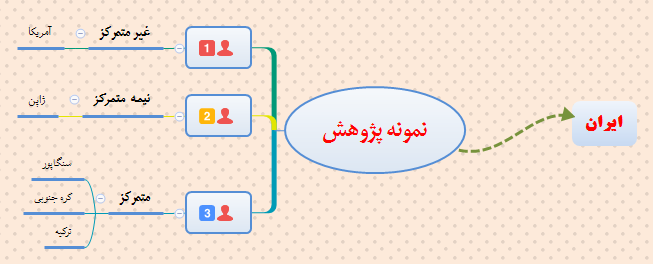 ایران
نمونه پژوهش
1
غیر متمرکز
آمریکا
2
نیمه متمرکز
ژاپن
3
متمرکز
سنگاپور
کره جنوبی
ترکیه